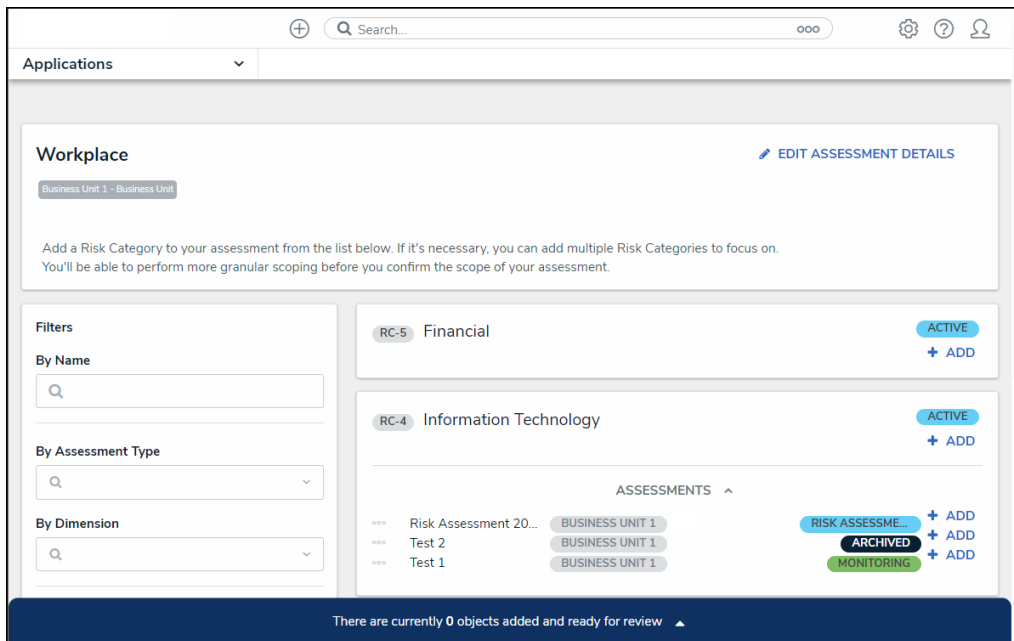 Search...
Applications
Workplace
EDIT ASSESSMENT DETAILS
Business Unit 1 - Business Unit
Add a Risk Category to your assessment from the list below. If it's necessary, you can add multiple Risk Categories to focus on.
You'll be able to perform more granular scoping before you confirm the scope of your assessment.
Filters
By Name
By Assessment Type
By Dimension
RC-5 Financial ACTIVE
+ ADD
RC-4 Information Technology ACTIVE
+ ADD
ASSESSMENTS
Risk Assessment 20... BUSINESS UNIT 1 RISK ASSESSME... + ADD
Test 2 BUSINESS UNIT 1 ARCHIVED + ADD
Test 1 BUSINESS UNIT 1 MONITORING + ADD
There are currently 0 objects added and ready for review